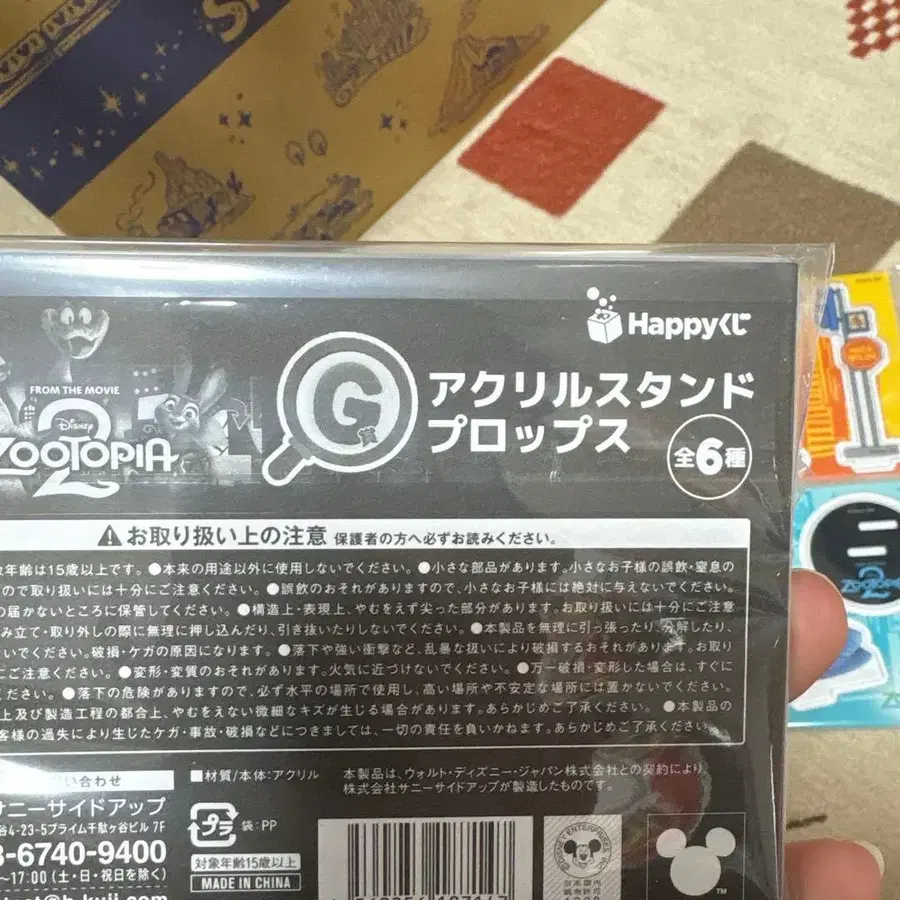 Happyくじ
FROM THE MOVIE
Disney
ZOOTOPIA
2
G賞
アクリルスタンド
プロップス
全6種
お取り扱い上の注意 保護者の方へ必ずお読みください。
年齢は15歳以上です。●本来の用途以外に使用しないでください。●小さな部品があります。小さなお子様の誤飲・窒息の
ので取り扱いには十分にご注意ください。●誤飲のおそれがありますので、小さなお子様には絶対に与えないでください。
の届かないところに保管してください。●構造上・表現上、やむをえず尖った部分があります。お取り扱いには十分にご注意
み立て・取り外しの際に無理に押し込んだり、引き抜いたりしないでください。●本製品を無理に引っ張ったり、分解したり、
いでください。破損・ケガの原因になります。●落下や強い衝撃など、乱暴な扱いにより破損するおそれがあります。お取り
ご注意ください。●変形・変質のおそれがあります。火気に近づけないでください。●万一破損・変形した場合は、すぐに
ください。●落下の危険がありますので、必ず水平の場所で使用し、高い場所や不安定な場所には置かないでください。
上及び製造工程の都合上、やむをえない微細なキズが生じる場合があります。あらかじめご了承ください。●本製品の
客様の過失により生じたケガ・事故・破損などにつきましては、一切の責任を負いかねます。あらかじめご了承ください。
い合わせ
サニーサイドアップ
谷4-23-5プライム千駄ヶ谷ビル 7F
3-6740-9400
~17:00(土・日・祝日を除く)
■材質/本体:アクリル
プラ
袋:PP
対象年齢15歳以上
MADE IN CHINA
本製品は、ウォルト・ディズニー・ジャパン株式会社との契約により
株式会社サニーサイドアップが製造したものです。
TM